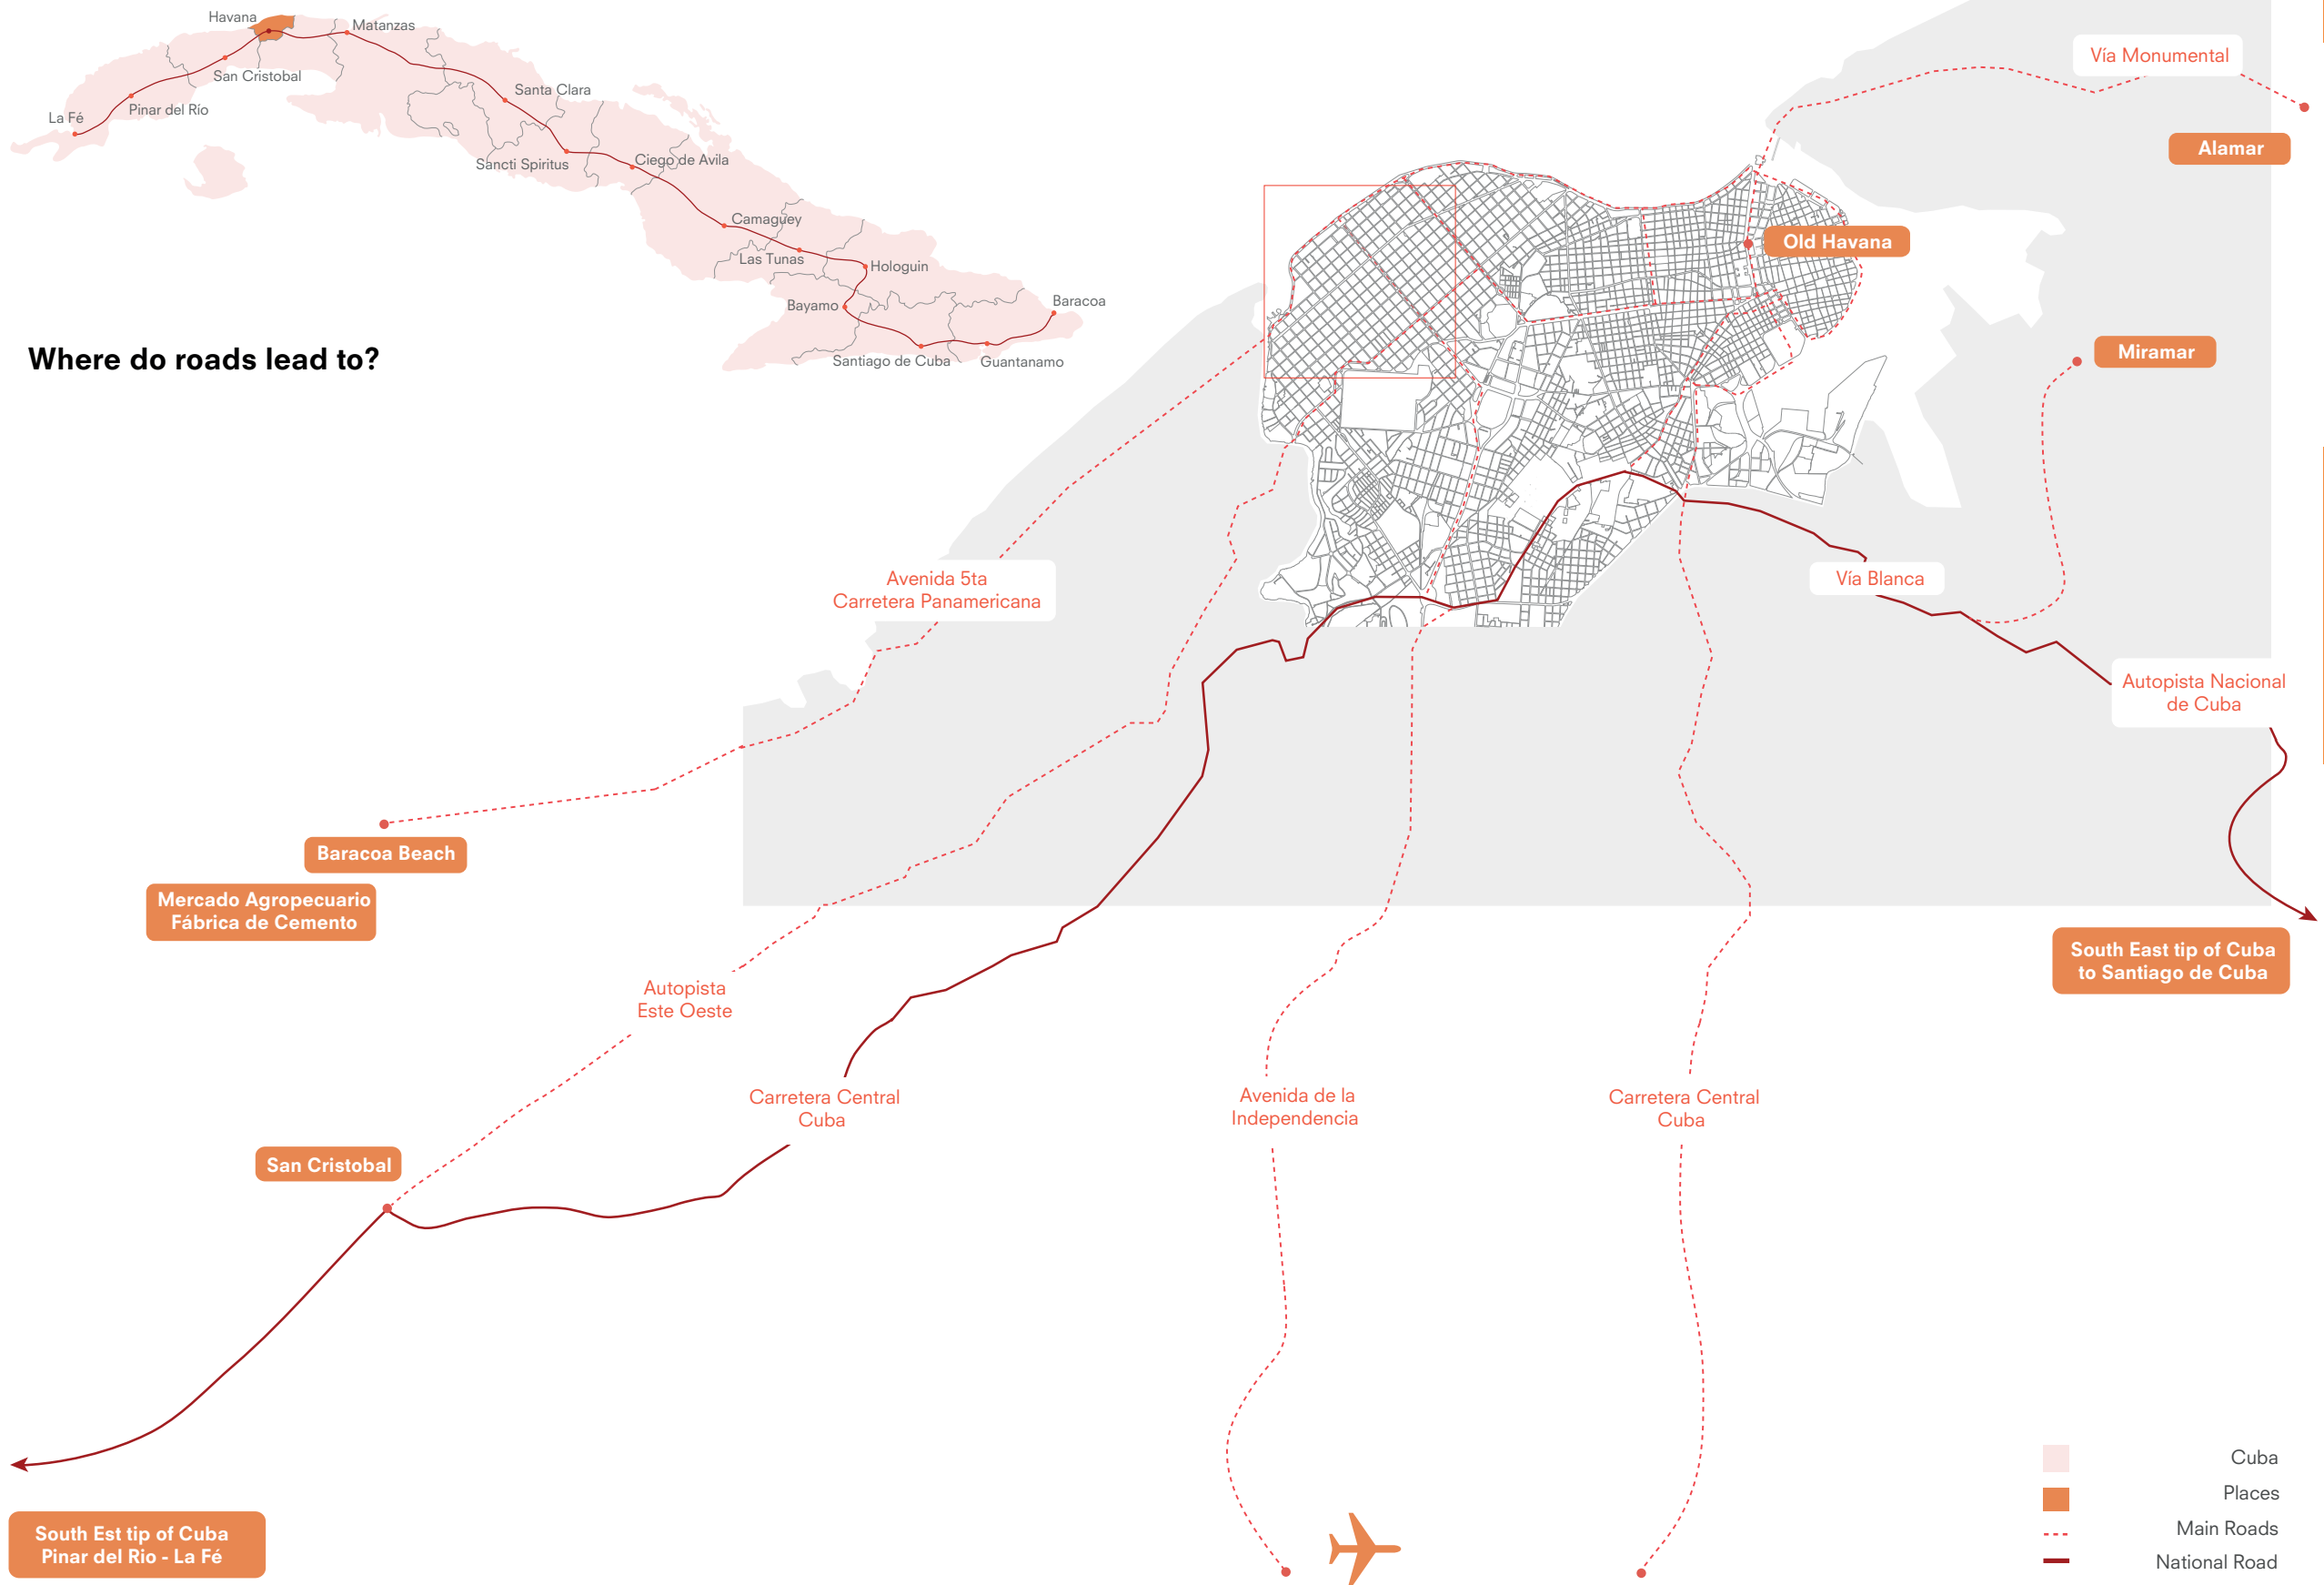 Havana
Matanzas
San Cristobal
Santa Clara
Pinar del Río
La Fé
Sancti Spiritus
Ciego de Avila
Camaguey
Las Tunas
Hologuin
Bayamo
Baracoa
Santiago de Cuba
Guantanamo
Where do roads lead to?
Vía Monumental
Alamar
Old Havana
Miramar
Avenida 5ta
Carretera Panamericana
Vía Blanca
Autopista Nacional
de Cuba
Baracoa Beach
Mercado Agropecuario
Fábrica de Cemento
South East tip of Cuba
to Santiago de Cuba
Autopista
Este Oeste
Carretera Central
Cuba
Avenida de la
Independencia
Carretera Central
Cuba
San Cristobal
South Est tip of Cuba
Pinar del Rio - La Fé
Cuba
Places
Main Roads
National Road